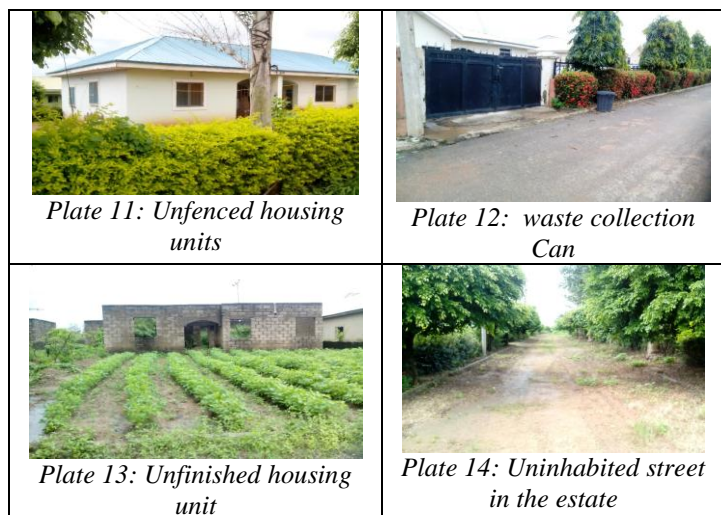 Plate 11: Unfenced housing
units
Plate 12: waste collection
Can
Plate 13: Unfinished housing
unit
Plate 14: Uninhabited street
in the estate